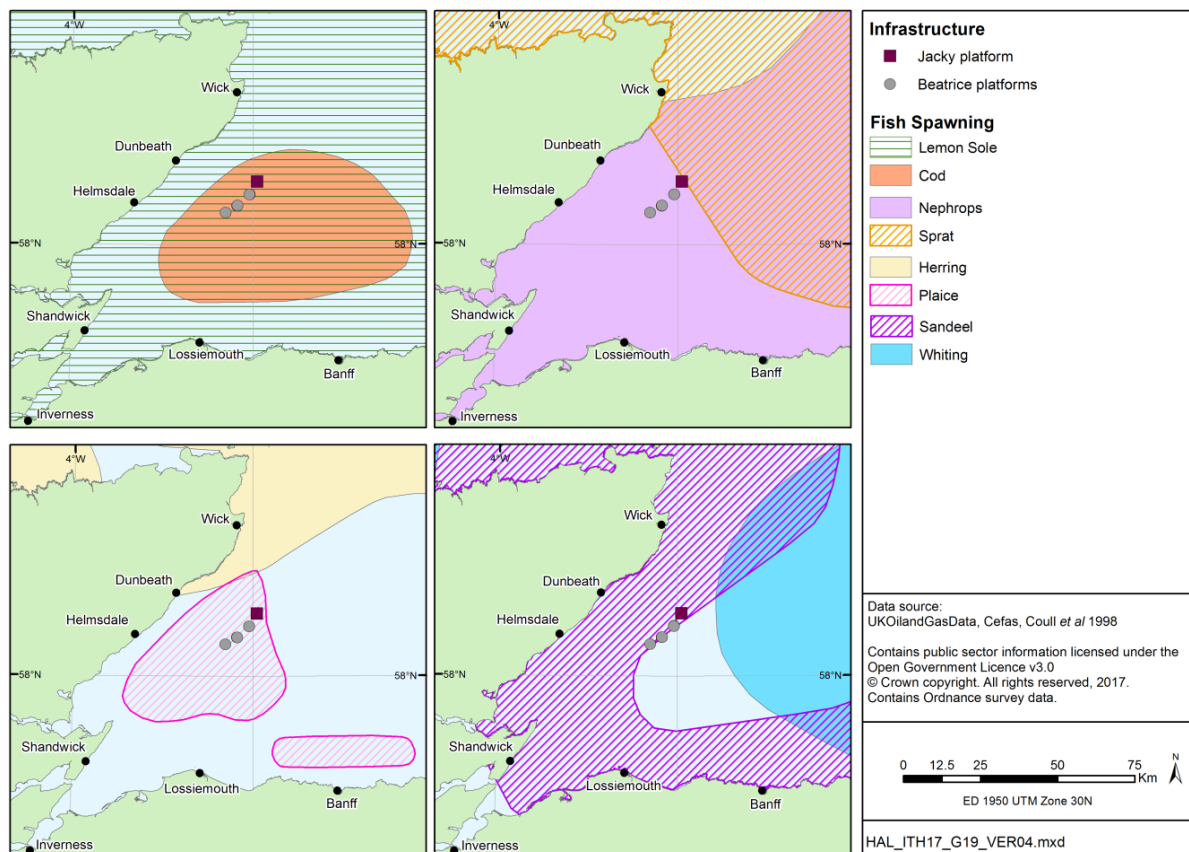 4°W
Wick
Dunbeath
Helmsdale
58°N
Shandwick
Lossiemouth
Banff
Inverness
4°W
Wick
Dunbeath
Helmsdale
58°N
58°N
Shandwick
Lossiemouth
Banff
Inverness
4°W
Wick
Dunbeath
Helmsdale
58°N
Shandwick
Lossiemouth
Banff
Inverness
4°W
Wick
Dunbeath
Helmsdale
58°N
58°N
Shandwick
Lossiemouth
Banff
Inverness
Infrastructure
Jacky platform
Beatrice platforms
Fish Spawning
Lemon Sole
Cod
Nephrops
Sprat
Herring
Plaice
Sandeel
Whiting
Data source:
UKOilandGasData, Cefas, Coull et al 1998
Contains public sector information licensed under the
Open Government Licence v3.0
© Crown copyright. All rights reserved, 2017.
Contains Ordnance survey data.
0 12.5 25 50 75
Km
N
ED 1950 UTM Zone 30N
HAL_ITH17_G19_VER04.mxd